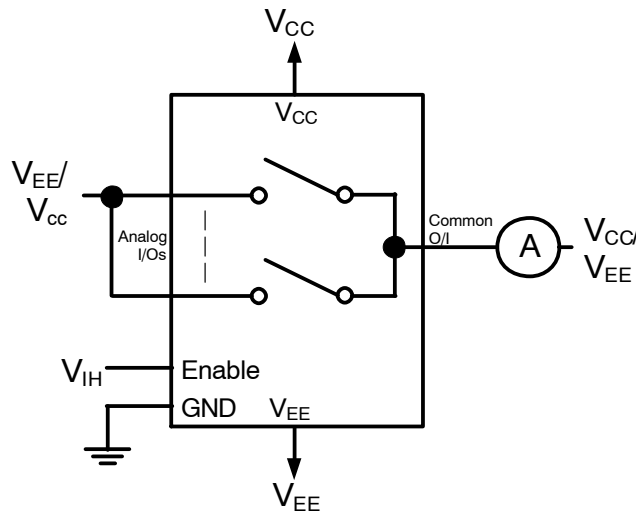 VCC
VCC
VEE/
Vcc
Analog
I/Os
Common
O/I
A
VCC/
VEE
VIH
Enable
GND
VEE
VEE